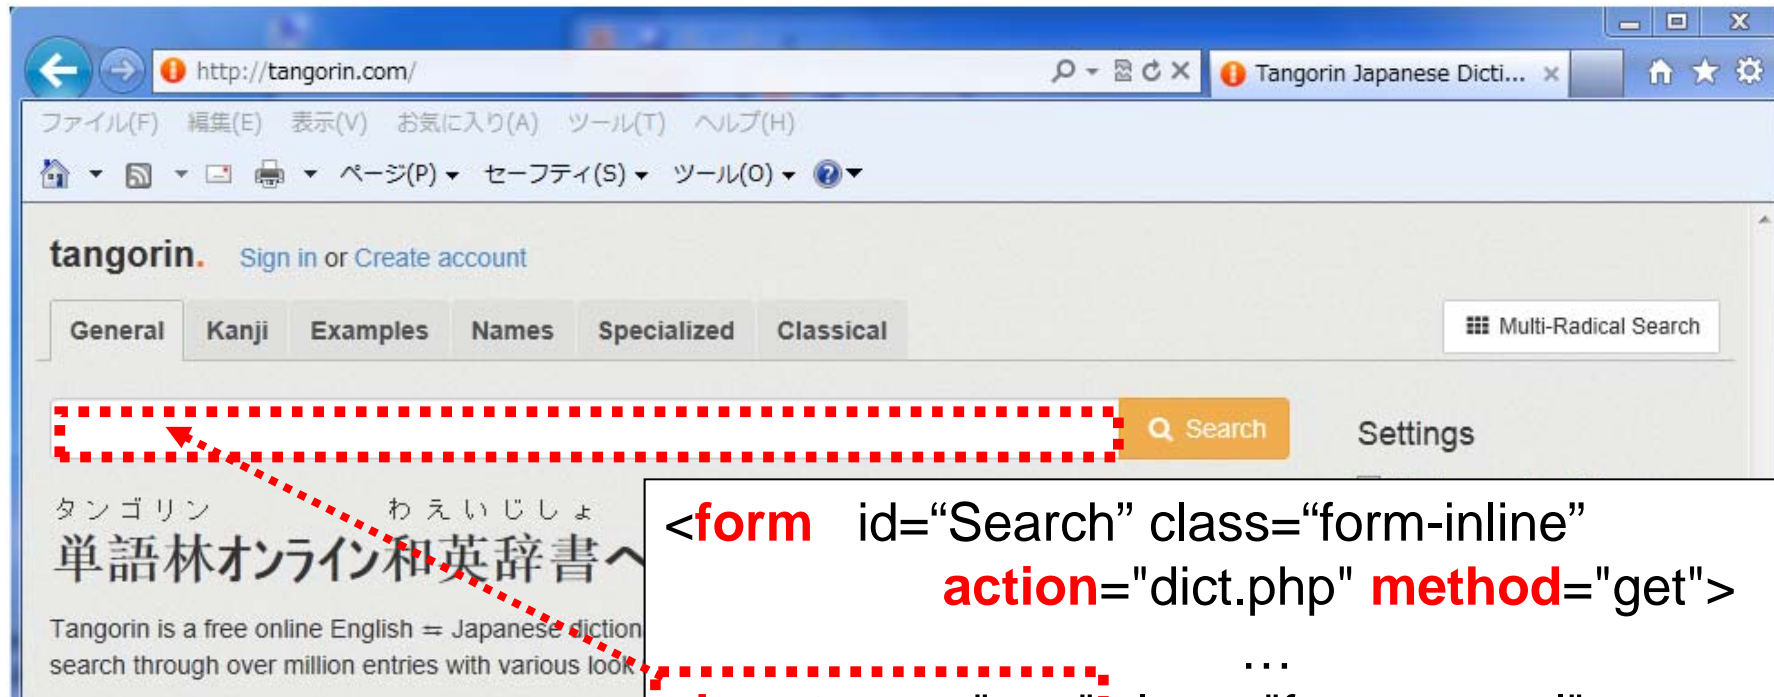 http://tangorin.com/
Tangorin Japanese Dicti...
ファイル(F) 編集(E) 表示(V) お気に入り(A) ツール(T) ヘルプ(H)
ページ(P) セーフティ(S) ツール(O)
tangorin. Sign in or Create account
General Kanji Examples Names Specialized Classical Multi-Radical Search
Search
Settings
タンゴリン わえいじしょ
単語林オンライン和英辞書へ
Tangorin is a free online English ⇋ Japanese diction
search through over million entries with various look
<form id=“Search” class=“form-inline”
action="dict.php" method="get">
…